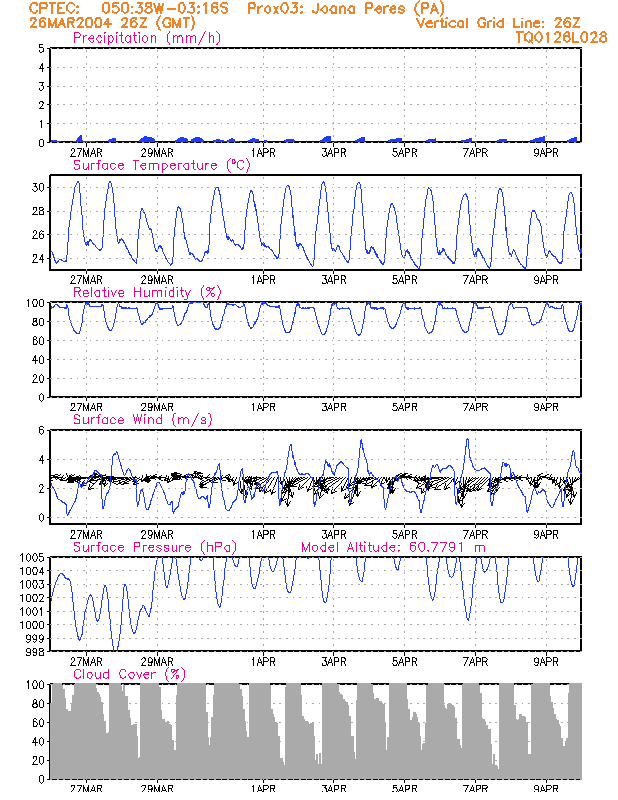 CPTEC: 050:38W-03:16S Prox03: Joana Peres (PA)
26MAR2004 26Z (GMT) Vertical Grid Line: 26Z
Precipitation (mm/h) TQ0126L028
5
4
3
2
1
0
27MAR 29MAR 1APR 3APR 5APR 7APR 9APR
Surface Temperature (ºC)
30
28
26
24
27MAR 29MAR 1APR 3APR 5APR 7APR 9APR
Relative Humidity (%)
100
80
60
40
20
0
27MAR 29MAR 1APR 3APR 5APR 7APR 9APR
Surface Wind (m/s)
6
4
2
0
27MAR 29MAR 1APR 3APR 5APR 7APR 9APR
Surface Pressure (hPa) Model Altitude: 60.7791 m
1005
1004
1003
1002
1001
1000
999
998
27MAR 29MAR 1APR 3APR 5APR 7APR 9APR
Cloud Cover (%)
100
80
60
40
20
0
27MAR 29MAR 1APR 3APR 5APR 7APR 9APR